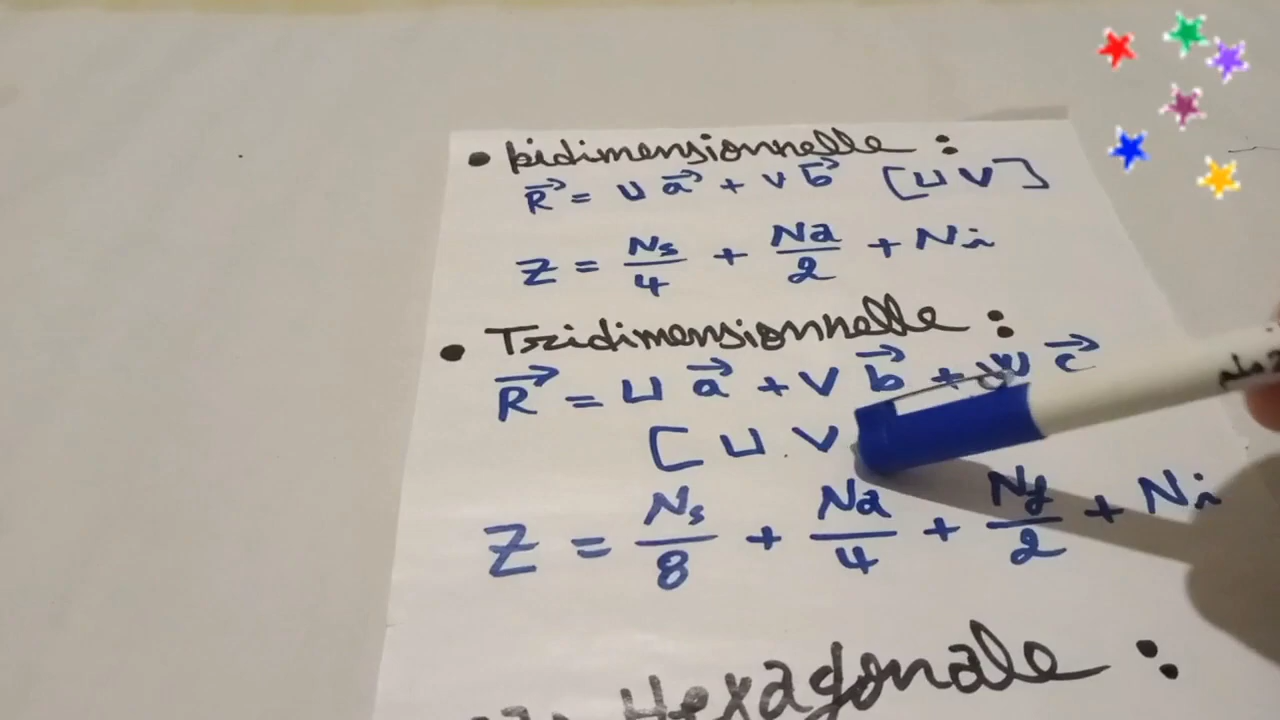 • bidimensionnelle :
R⃗ = u a⃗ + v b⃗ [u v]
Z = Ns/4 + Na/2 + Ni
• Tridimensionnelle :
R⃗ = u a⃗ + v b⃗ + w c⃗
[u v
Z = Ns/8 + Na/4 + Nf/2 + Ni
Hexagonale :